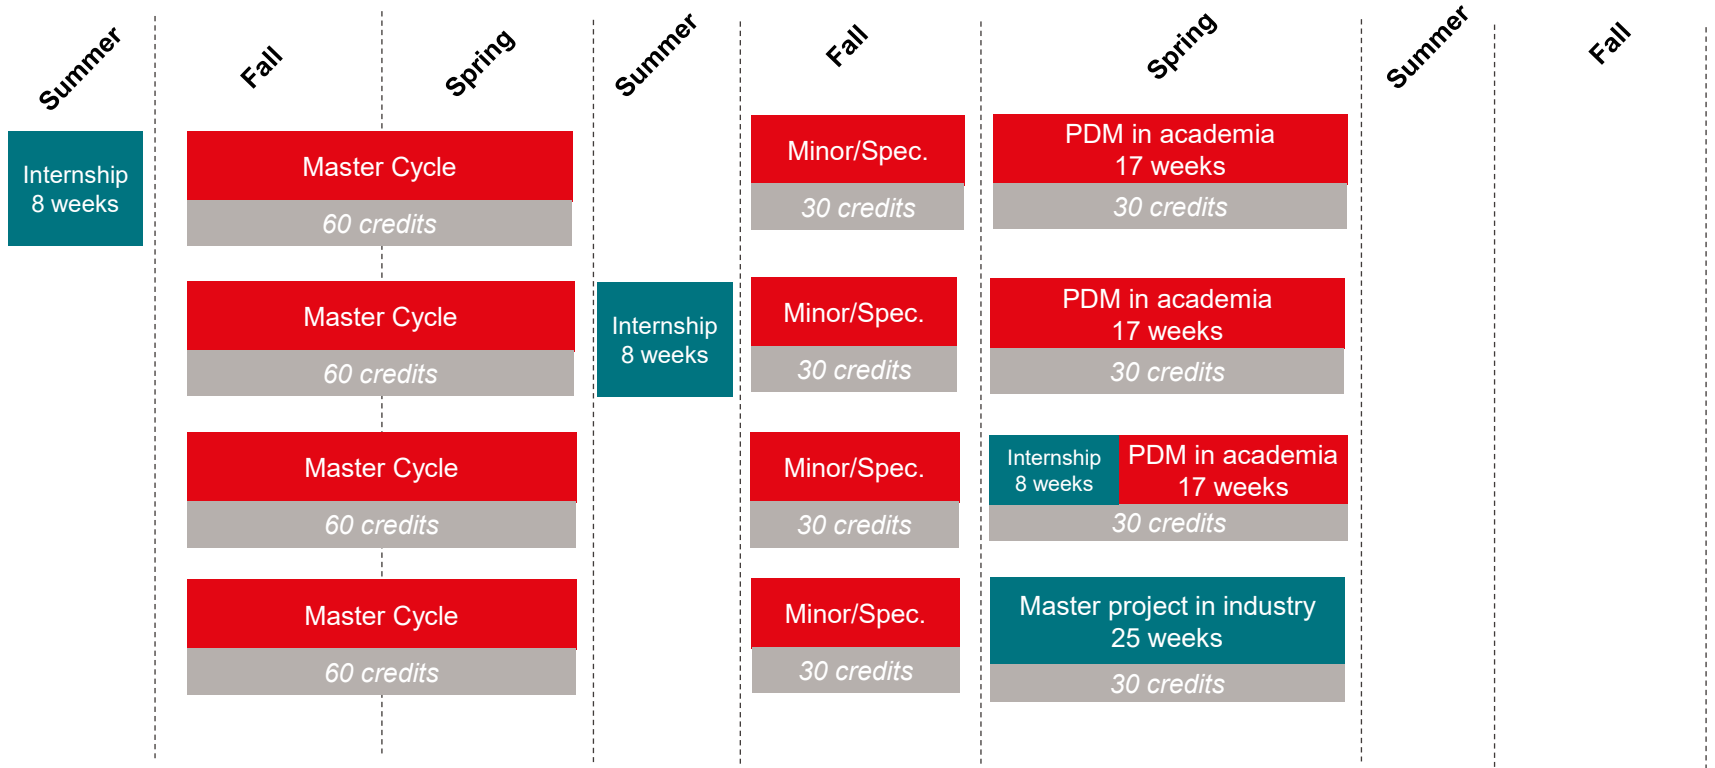 Summer
Fall
Spring
Summer
Fall
Spring
Summer
Fall
Internship
8 weeks
Master Cycle
60 credits
Minor/Spec.
30 credits
PDM in academia
17 weeks
30 credits
Master Cycle
60 credits
Internship
8 weeks
Minor/Spec.
30 credits
PDM in academia
17 weeks
30 credits
Master Cycle
60 credits
Minor/Spec.
30 credits
Internship
8 weeks
PDM in academia
17 weeks
30 credits
Master Cycle
60 credits
Minor/Spec.
30 credits
Master project in industry
25 weeks
30 credits